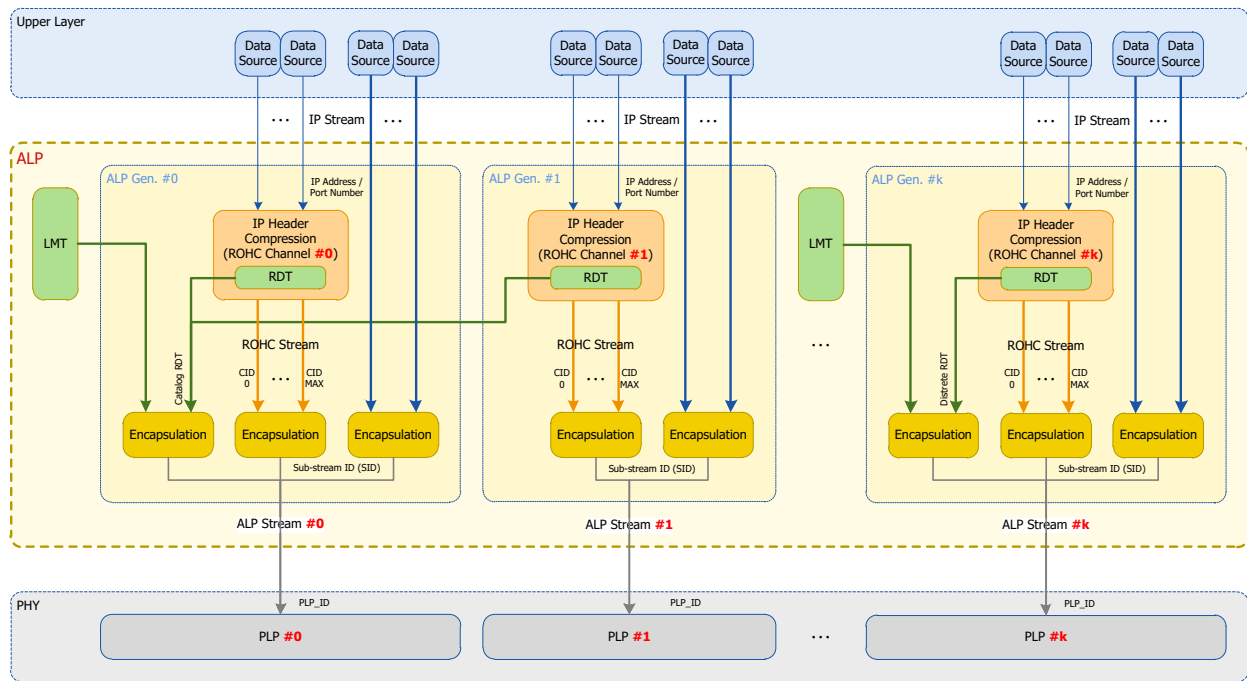 Upper Layer
Data Source
Data Source
Data Source
Data Source
Data Source
Data Source
Data Source
Data Source
Data Source
Data Source
Data Source
Data Source
... IP Stream ...
... IP Stream ...
... IP Stream ...
ALP
ALP Gen. #0
ALP Gen. #1
ALP Gen. #k
IP Address /
Port Number
IP Address /
Port Number
IP Address /
Port Number
LMT
IP Header
Compression
(ROHC Channel #0)
RDT
IP Header
Compression
(ROHC Channel #1)
RDT
...
LMT
IP Header
Compression
(ROHC Channel #k)
RDT
ROHC Stream
ROHC Stream
...
ROHC Stream
Catalog RDT
CID
0
...
CID
MAX
CID
0
...
CID
MAX
Distrete RDT
CID
0
...
CID
MAX
Encapsulation
Encapsulation
Encapsulation
Encapsulation
Encapsulation
Encapsulation
Encapsulation
Encapsulation
Sub-stream ID (SID)
Sub-stream ID (SID)
Sub-stream ID (SID)
ALP Stream #0
ALP Stream #1
ALP Stream #k
PHY
PLP_ID
PLP_ID
PLP_ID
PLP #0
PLP #1
...
PLP #k